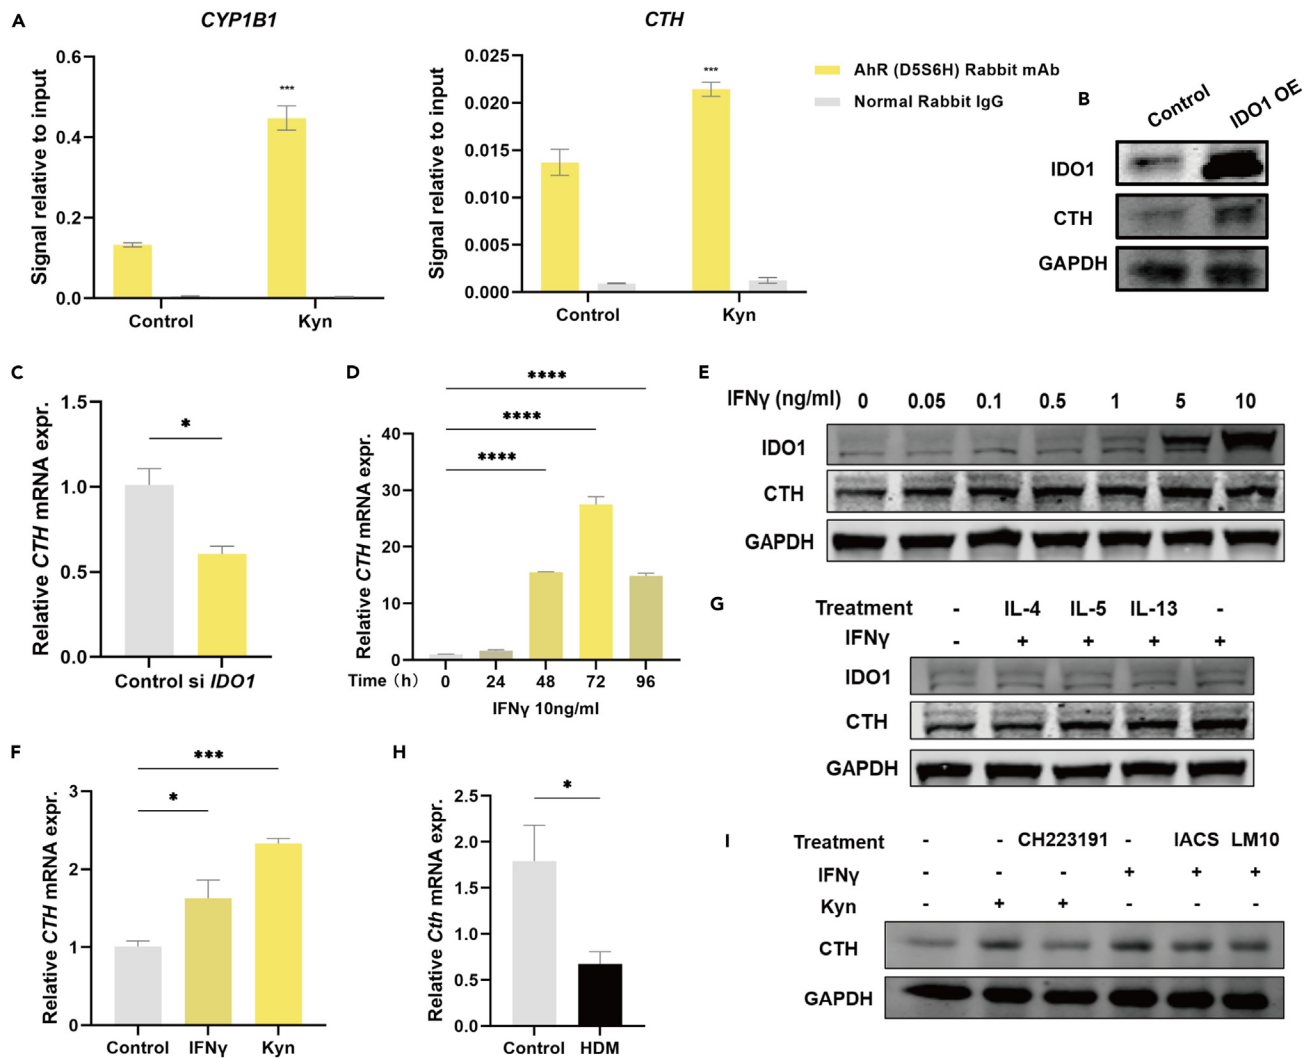 A
CYP1B1
Signal relative to input
0.6
0.4
0.2
0.0
***
Control
Kyn
CTH
Signal relative to input
0.025
0.020
0.015
0.010
0.005
0.000
***
Control
Kyn
AhR (D5S6H) Rabbit mAb
Normal Rabbit IgG
B
Control
IDO1 OE
IDO1
CTH
GAPDH
C
Relative CTH mRNA expr.
1.5
1.0
0.5
0.0
*
Control si IDO1
D
Relative CTH mRNA expr.
40
30
20
10
0
****
****
****
Time (h) 0 24 48 72 96
IFNγ 10ng/ml
E
IFNγ (ng/ml) 0 0.05 0.1 0.5 1 5 10
IDO1
CTH
GAPDH
G
Treatment - IL-4 IL-5 IL-13 -
IFNγ - + + + +
IDO1
CTH
GAPDH
F
Relative CTH mRNA expr.
3
2
1
0
***
*
Control IFNγ Kyn
H
Relative Cth mRNA expr.
2.5
2.0
1.5
1.0
0.5
0.0
*
Control HDM
I
Treatment - - CH223191 - IACS LM10
IFNγ - - - + + +
Kyn - + + - - -
CTH
GAPDH